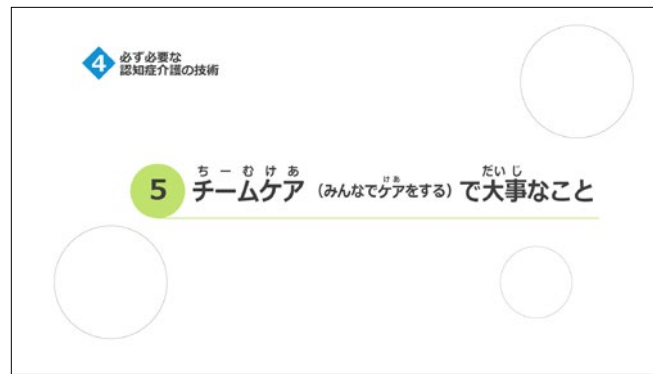 4
必ず必要な
認知症介護の技術
ちーむけあ けあ だいじ
5 チームケア（みんなでケアをする）で大事なこと